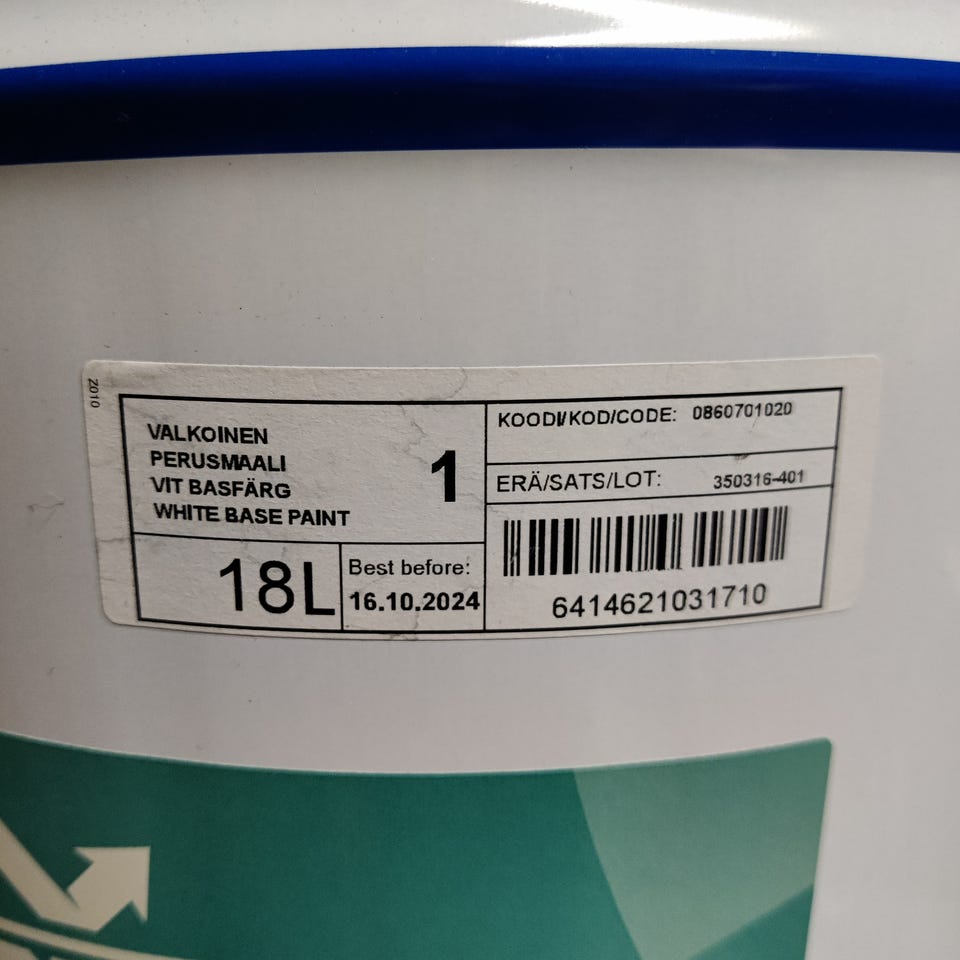 Z010
VALKOINEN
PERUSMAALI
VIT BASFÄRG
WHITE BASE PAINT
1
18L
Best before:
16.10.2024
KOODI/KOD/CODE: 0860701020
ERÄ/SATS/LOT: 350316-401
6414621031710